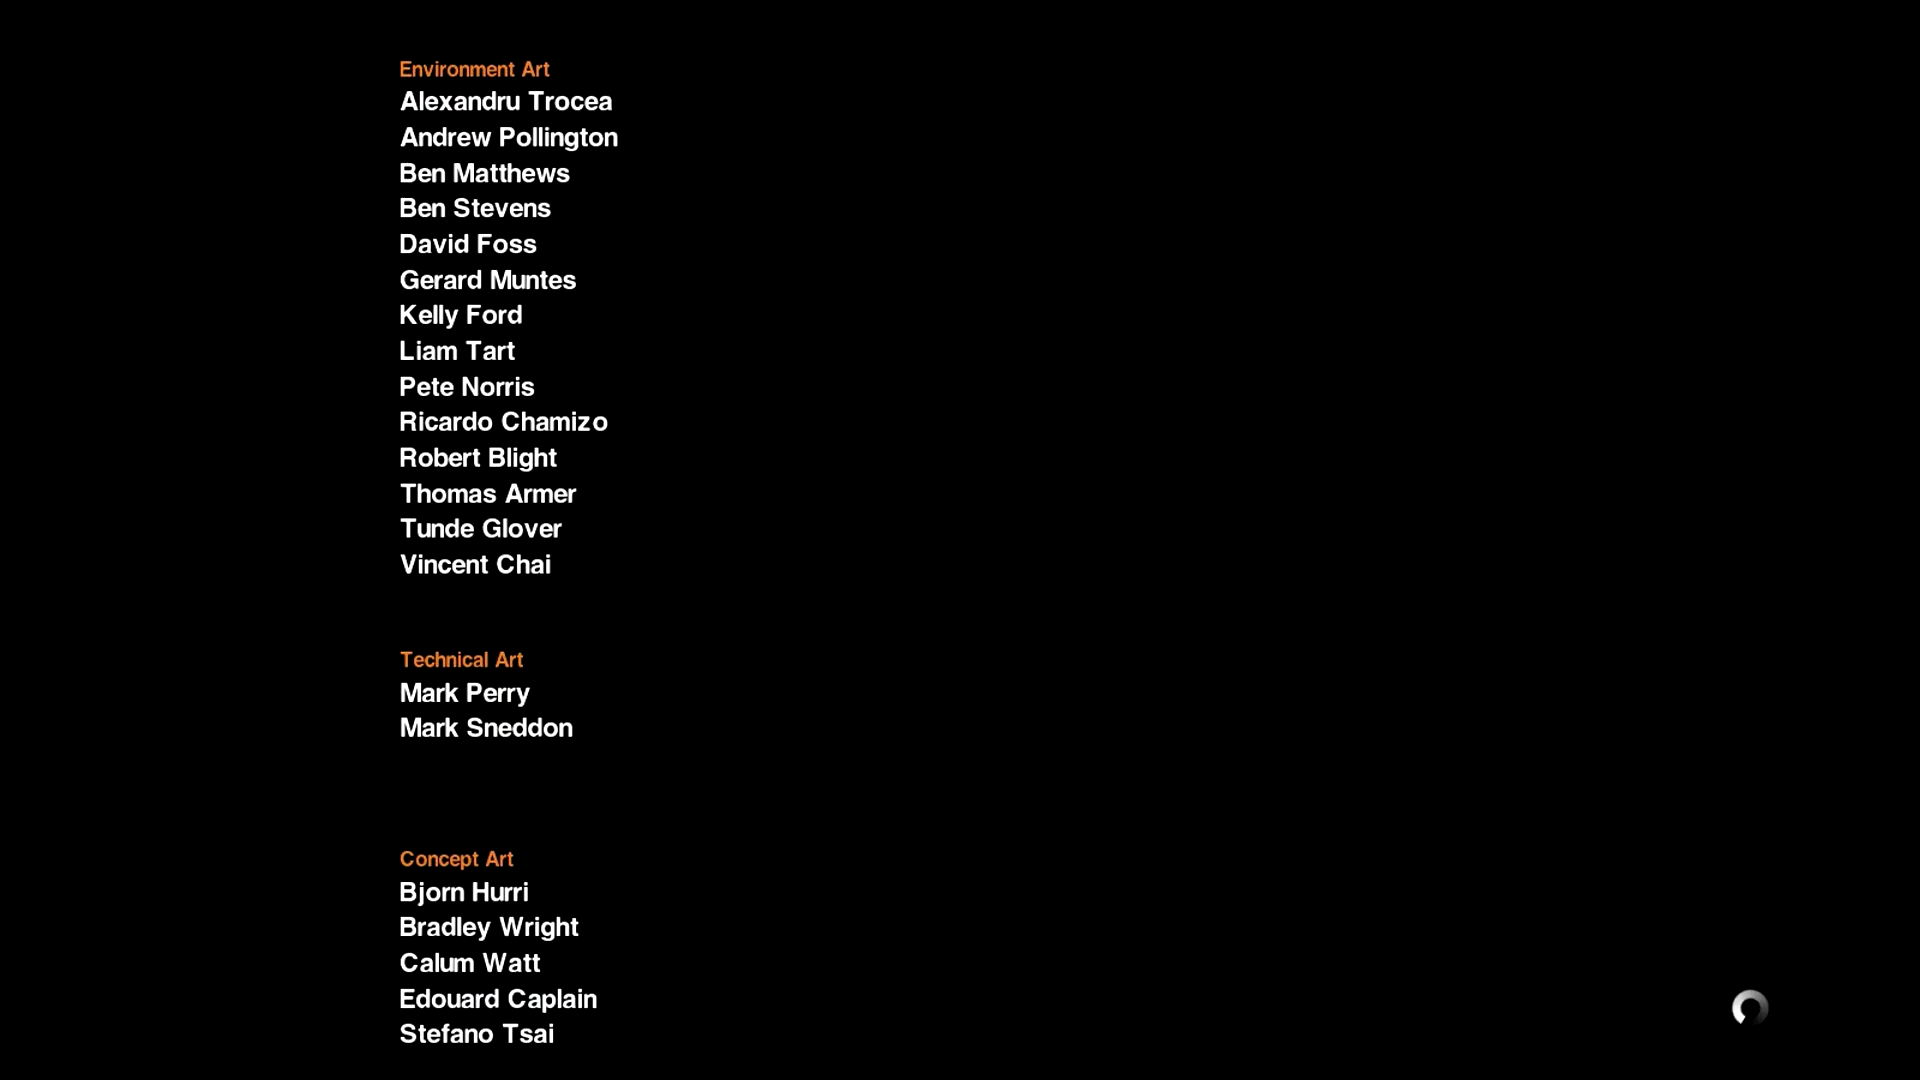 Environment Art
Alexandru Trocea
Andrew Pollington
Ben Matthews
Ben Stevens
David Foss
Gerard Muntes
Kelly Ford
Liam Tart
Pete Norris
Ricardo Chamizo
Robert Blight
Thomas Armer
Tunde Glover
Vincent Chai
Technical Art
Mark Perry
Mark Sneddon
Concept Art
Bjorn Hurri
Bradley Wright
Calum Watt
Edouard Caplain
Stefano Tsai